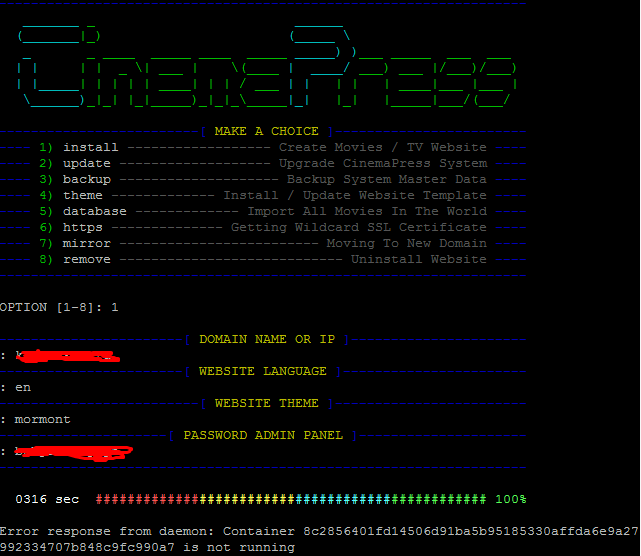 CinemaPress
[ MAKE A CHOICE ]
1) install ------------------- Create Movies / TV Website
2) update --------------------- Upgrade CinemaPress System
3) backup --------------------- Backup System Master Data
4) theme -------------- Install / Update Website Template
5) database -------------- Import All Movies In The World
6) https --------------- Getting Wildcard SSL Certificate
7) mirror --------------------------- Moving To New Domain
8) remove ------------------------------ Uninstall Website
OPTION [1-8]: 1
[ DOMAIN NAME OR IP ]
:
[ WEBSITE LANGUAGE ]
: en
[ WEBSITE THEME ]
: mormont
[ PASSWORD ADMIN PANEL ]
:
0316 sec ################################################## 100%
Error response from daemon: Container 8c2856401fd14506d91ba5b95185330affda6e9a27
992334707b848c9fc990a7 is not running